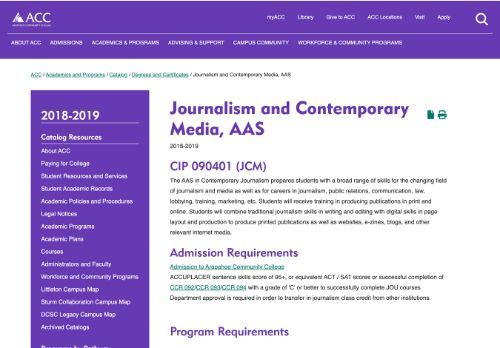 ACC
myACC Library Give to ACC ACC Locations Visit Apply
ABOUT ACC ADMISSIONS ACADEMICS & PROGRAMS ADVISING & SUPPORT CAMPUS COMMUNITY WORKFORCE & COMMUNITY PROGRAMS
ACC / Academics and Programs / Catalog / Degrees and Certificates / Journalism and Contemporary Media, AAS
2018-2019
Catalog Resources
About ACC
Paying for College
Student Resources and Services
Student Academic Records
Academic Policies and Procedures
Legal Notices
Academic Programs
Academic Plans
Courses
Administrators and Faculty
Workforce and Community Programs
Littleton Campus Map
Sturm Collaboration Campus Map
DCSC Legacy Campus Map
Archived Catalogs
Programs by Pathway
Journalism and Contemporary
Media, AAS
2018-2019
CIP 090401 (JCM)
The AAS in Contemporary Journalism prepares students with a broad range of skills for the changing field
of journalism and media as well as for careers in journalism, public relations, communication, law,
lobbying, training, marketing, etc. Students will receive training in producing publications in print and
online. Students will combine traditional journalism skills in writing and editing with digital skills in page
layout and production to produce printed publications as well as websites, e-zines, blogs, and other
relevant internet media.
Admission Requirements
Admission to Arapahoe Community College
ACCUPLACER sentence skills score of 95+, or equivalent ACT / SAT scores or successful completion of
CCR 092/CCR 093/CCR 094 with a grade of 'C' or better to successfully complete JOU courses
Department approval is required in order to transfer in journalism class credit from other institutions.
Program Requirements